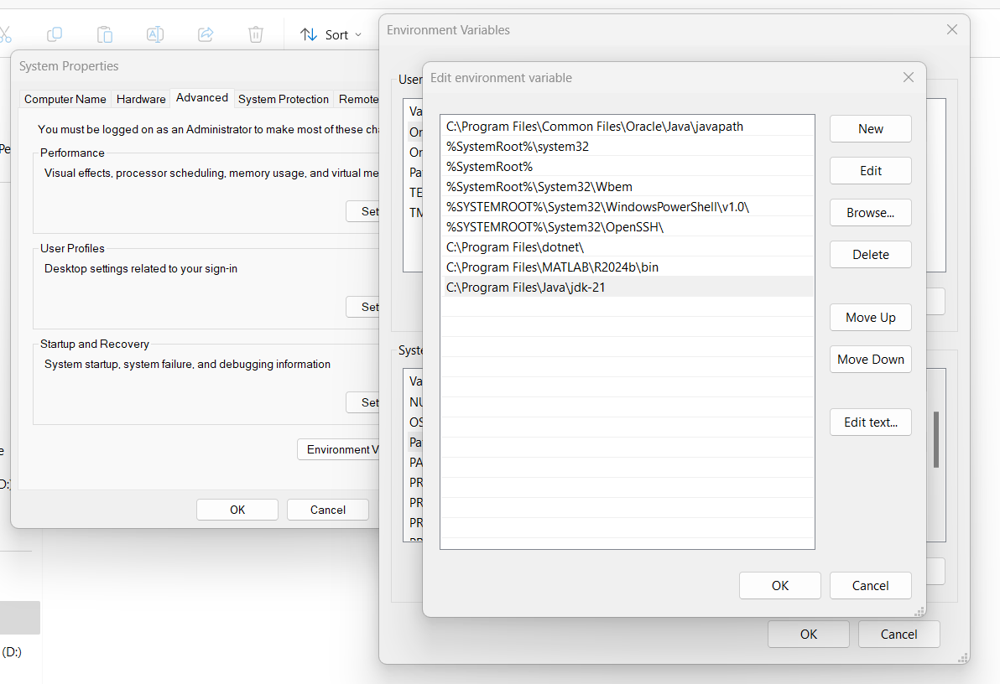 Sort
System Properties
Computer Name
Hardware
Advanced
System Protection
Remote
You must be logged on as an Administrator to make most of these cha
Performance
Visual effects, processor scheduling, memory usage, and virtual me
Set
User Profiles
Desktop settings related to your sign-in
Set
Startup and Recovery
System startup, system failure, and debugging information
Set
Environment V
OK
Cancel
Pe
e
D:)
(D:)
Environment Variables
User
Va
On
On
Pa
TE
TM
Syste
Va
NU
OS
Pa
PA
PR
PR
PR
OK
Cancel
Edit environment variable
C:\Program Files\Common Files\Oracle\Java\javapath
%SystemRoot%\system32
%SystemRoot%
%SystemRoot%\System32\Wbem
%SYSTEMROOT%\System32\WindowsPowerShell\v1.0\
%SYSTEMROOT%\System32\OpenSSH\
C:\Program Files\dotnet\
C:\Program Files\MATLAB\R2024b\bin
C:\Program Files\Java\jdk-21
New
Edit
Browse...
Delete
Move Up
Move Down
Edit text...
OK
Cancel